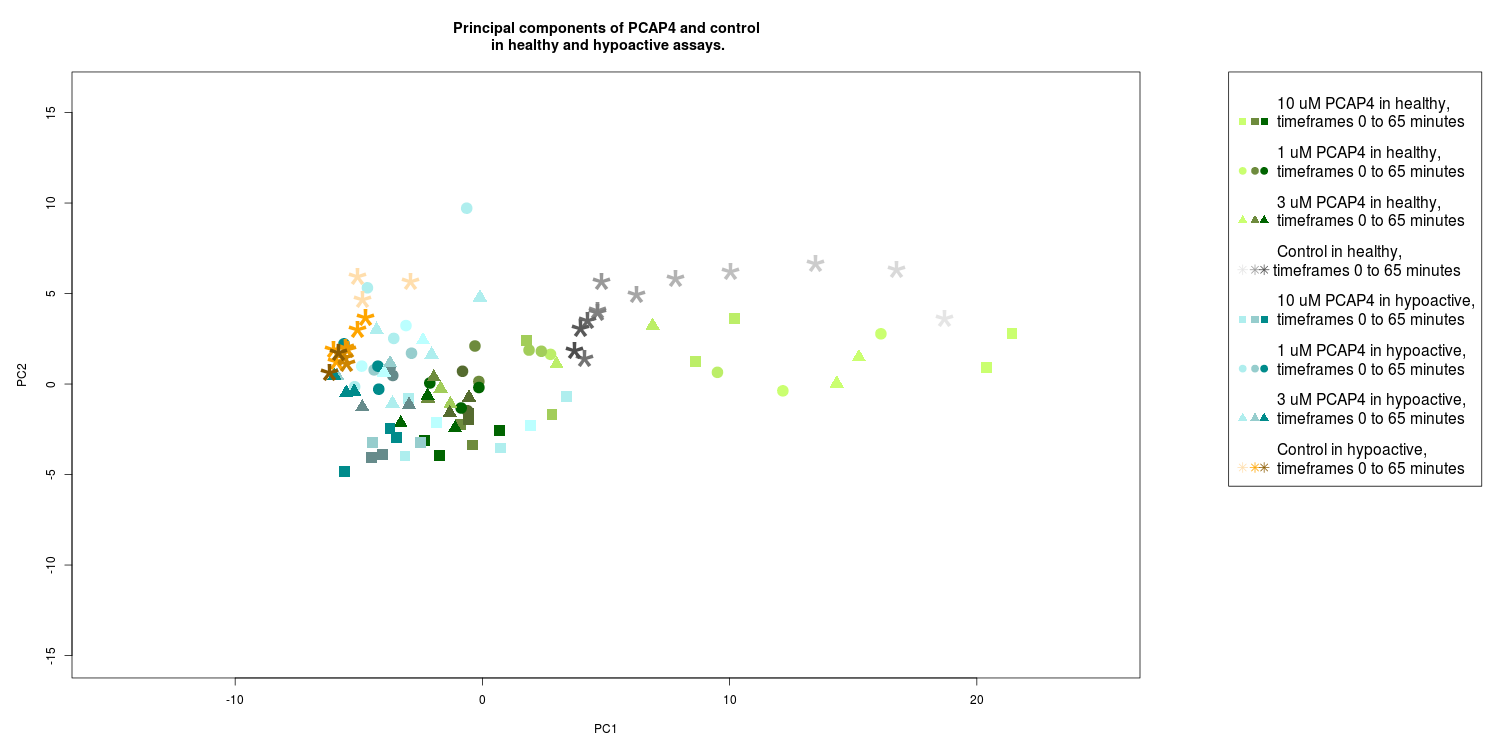 Principal components of PCAP4 and control
in healthy and hypoactive assays.
15
10
5
0
-5
-10
-15
PC2
-10
0
10
20
PC1
10 uM PCAP4 in healthy,
timeframes 0 to 65 minutes
1 uM PCAP4 in healthy,
timeframes 0 to 65 minutes
3 uM PCAP4 in healthy,
timeframes 0 to 65 minutes
Control in healthy,
timeframes 0 to 65 minutes
10 uM PCAP4 in hypoactive,
timeframes 0 to 65 minutes
1 uM PCAP4 in hypoactive,
timeframes 0 to 65 minutes
3 uM PCAP4 in hypoactive,
timeframes 0 to 65 minutes
Control in hypoactive,
timeframes 0 to 65 minutes